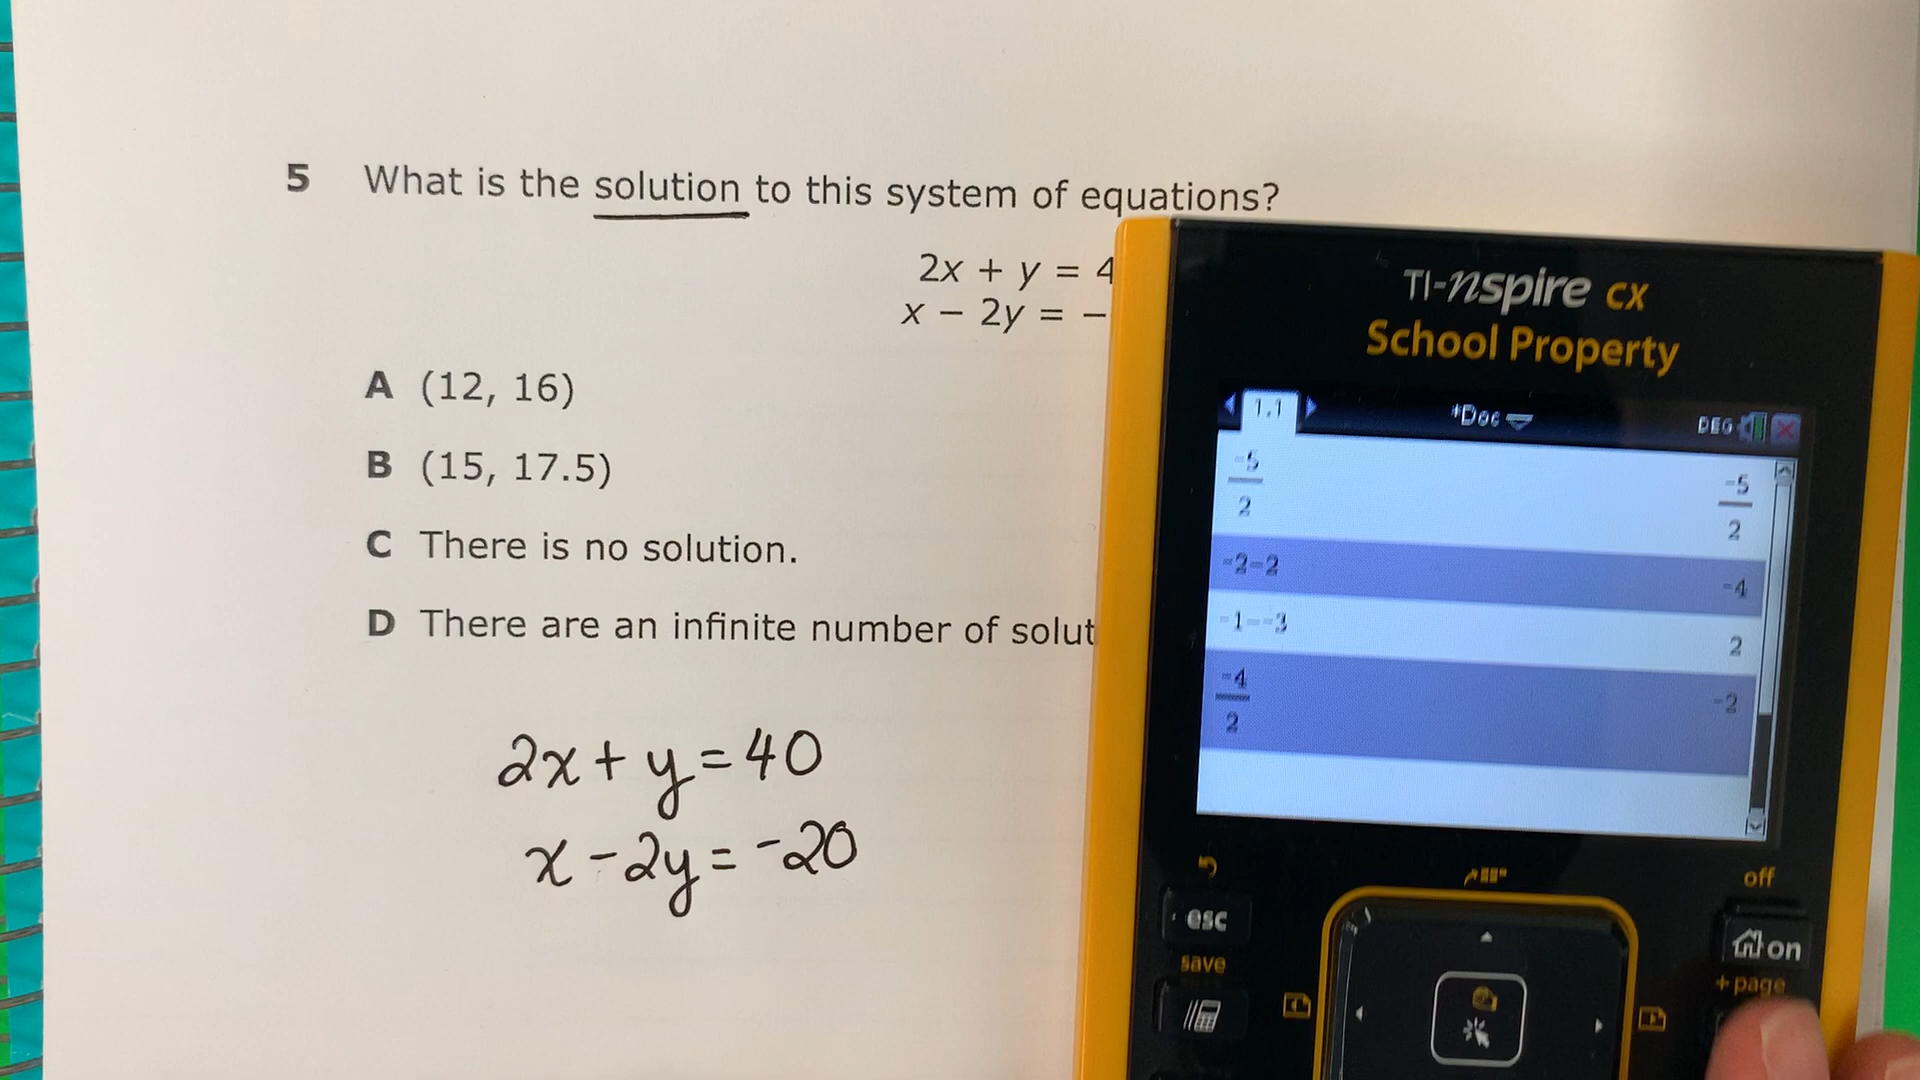 5 What is the solution to this system of equations?
2x + y = 4
x − 2y = −
A (12, 16)
B (15, 17.5)
C There is no solution.
D There are an infinite number of solut
2x + y = 40
x - 2y = -20
TI-nspire CX
School Property
1.1 *Doc DEG
-5/2 -5/2
-2-2 -4
-1--3 2
-4/2 -2
off
esc
on
save
+page